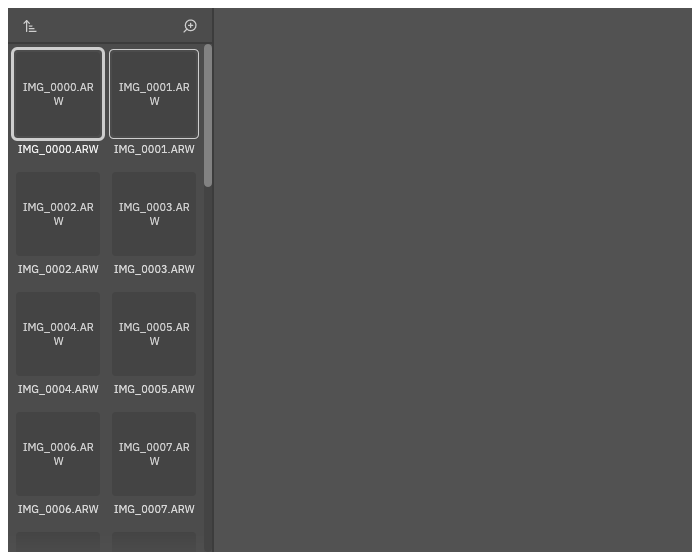 IMG_0000.AR
W
IMG_0001.AR
W
IMG_0000.ARW
IMG_0001.ARW
IMG_0002.AR
W
IMG_0003.AR
W
IMG_0002.ARW
IMG_0003.ARW
IMG_0004.AR
W
IMG_0005.AR
W
IMG_0004.ARW
IMG_0005.ARW
IMG_0006.AR
W
IMG_0007.AR
W
IMG_0006.ARW
IMG_0007.ARW